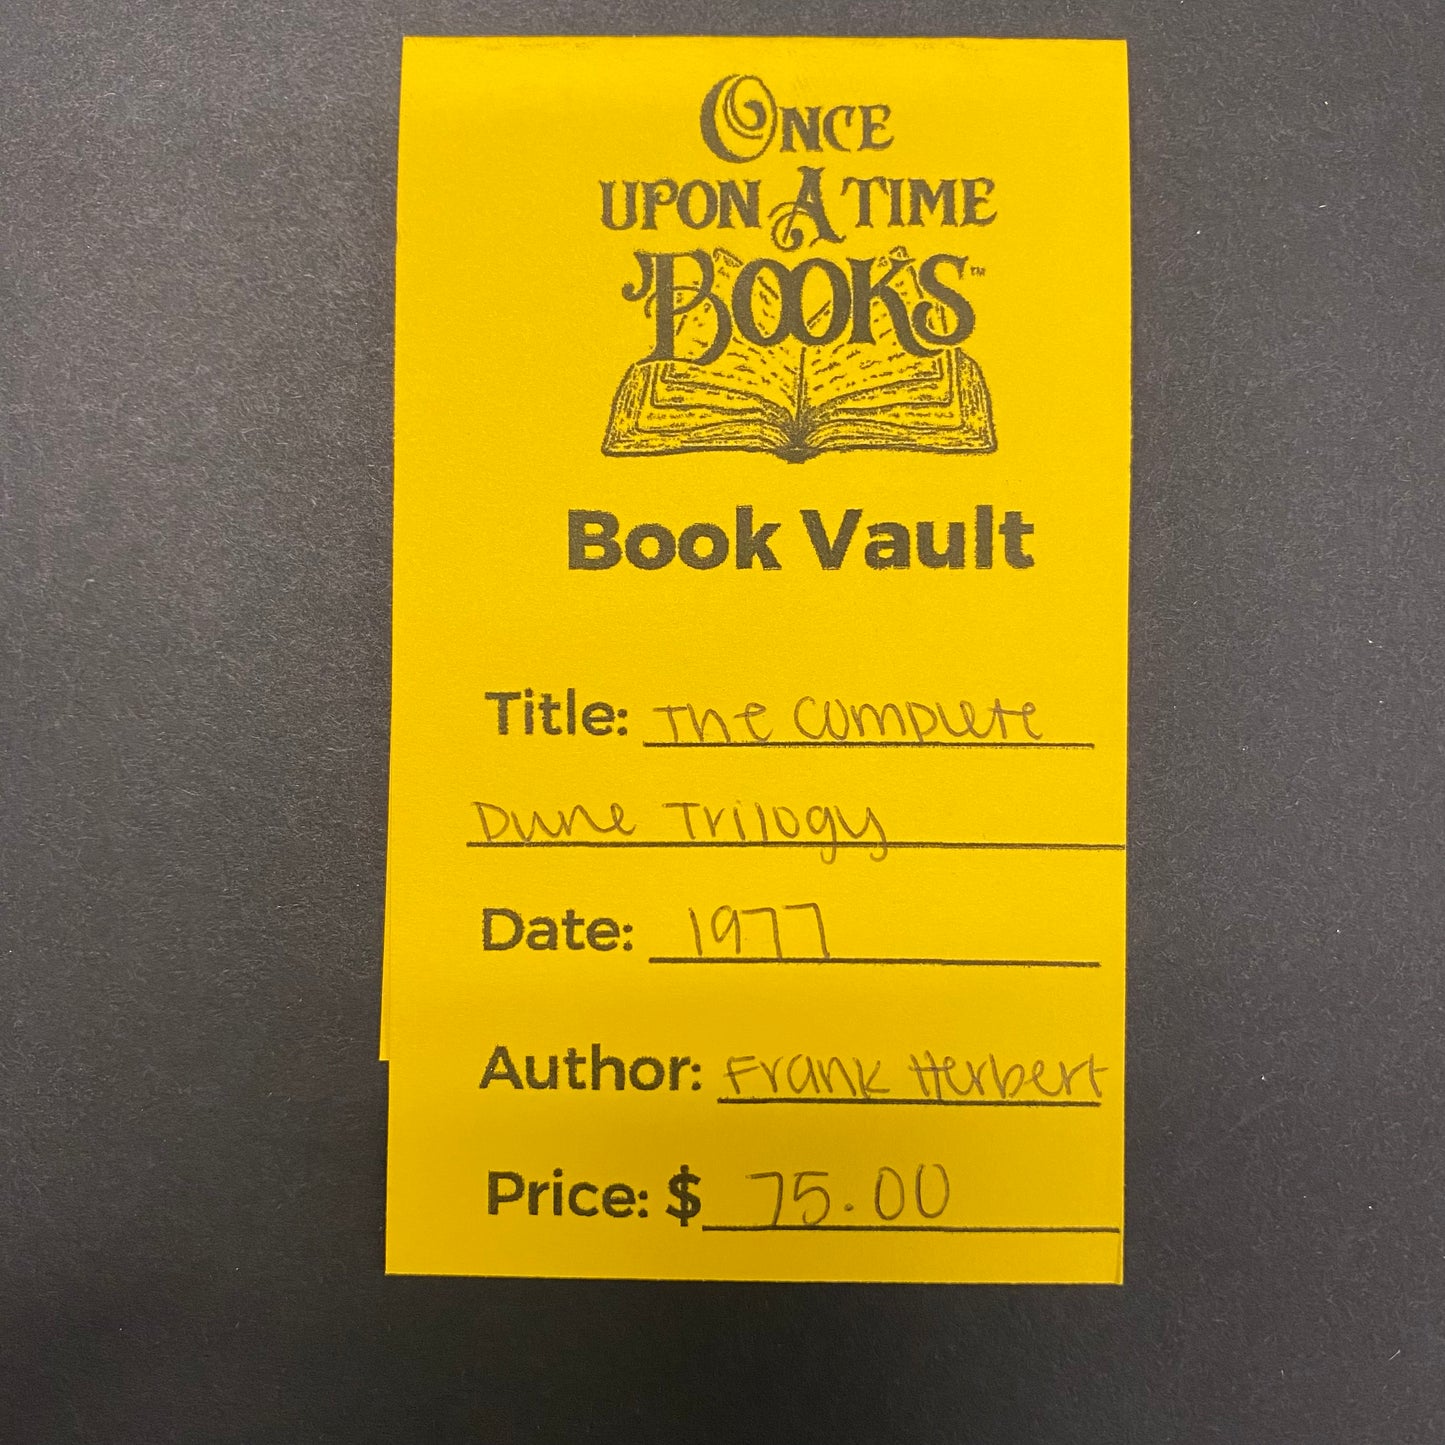 ONCE
UPON A TIME
BOOKS™
Book Vault
Title: The Complete
Dune Trilogy
Date: 1977
Author: Frank Herbert
Price: $ 75.00